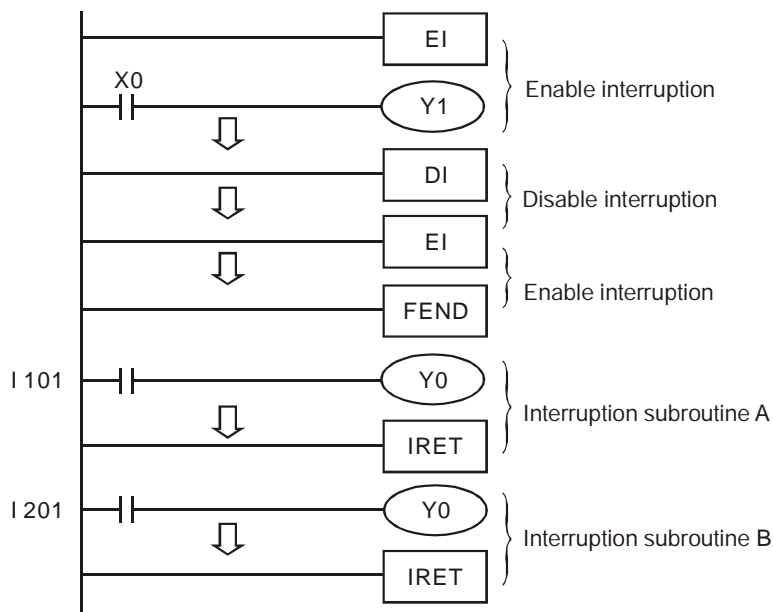 EI
X0
Y1
Enable interruption
DI
Disable interruption
EI
Enable interruption
FEND
I 101
Y0
Interruption subroutine A
IRET
I 201
Y0
Interruption subroutine B
IRET